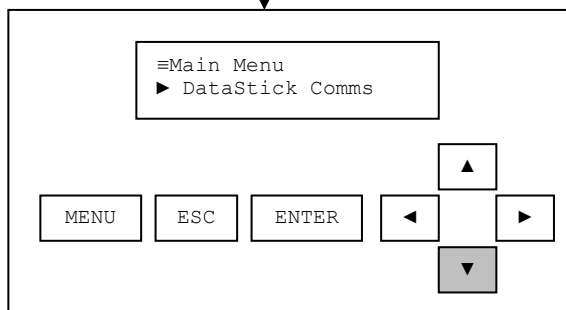 ≡Main Menu
► DataStick Comms
▲
MENU ESC ENTER ◄ ►
▼